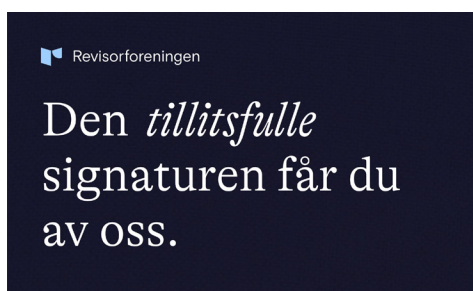 Revisorforeningen
Den tillitsfulle
signaturen får du
av oss.